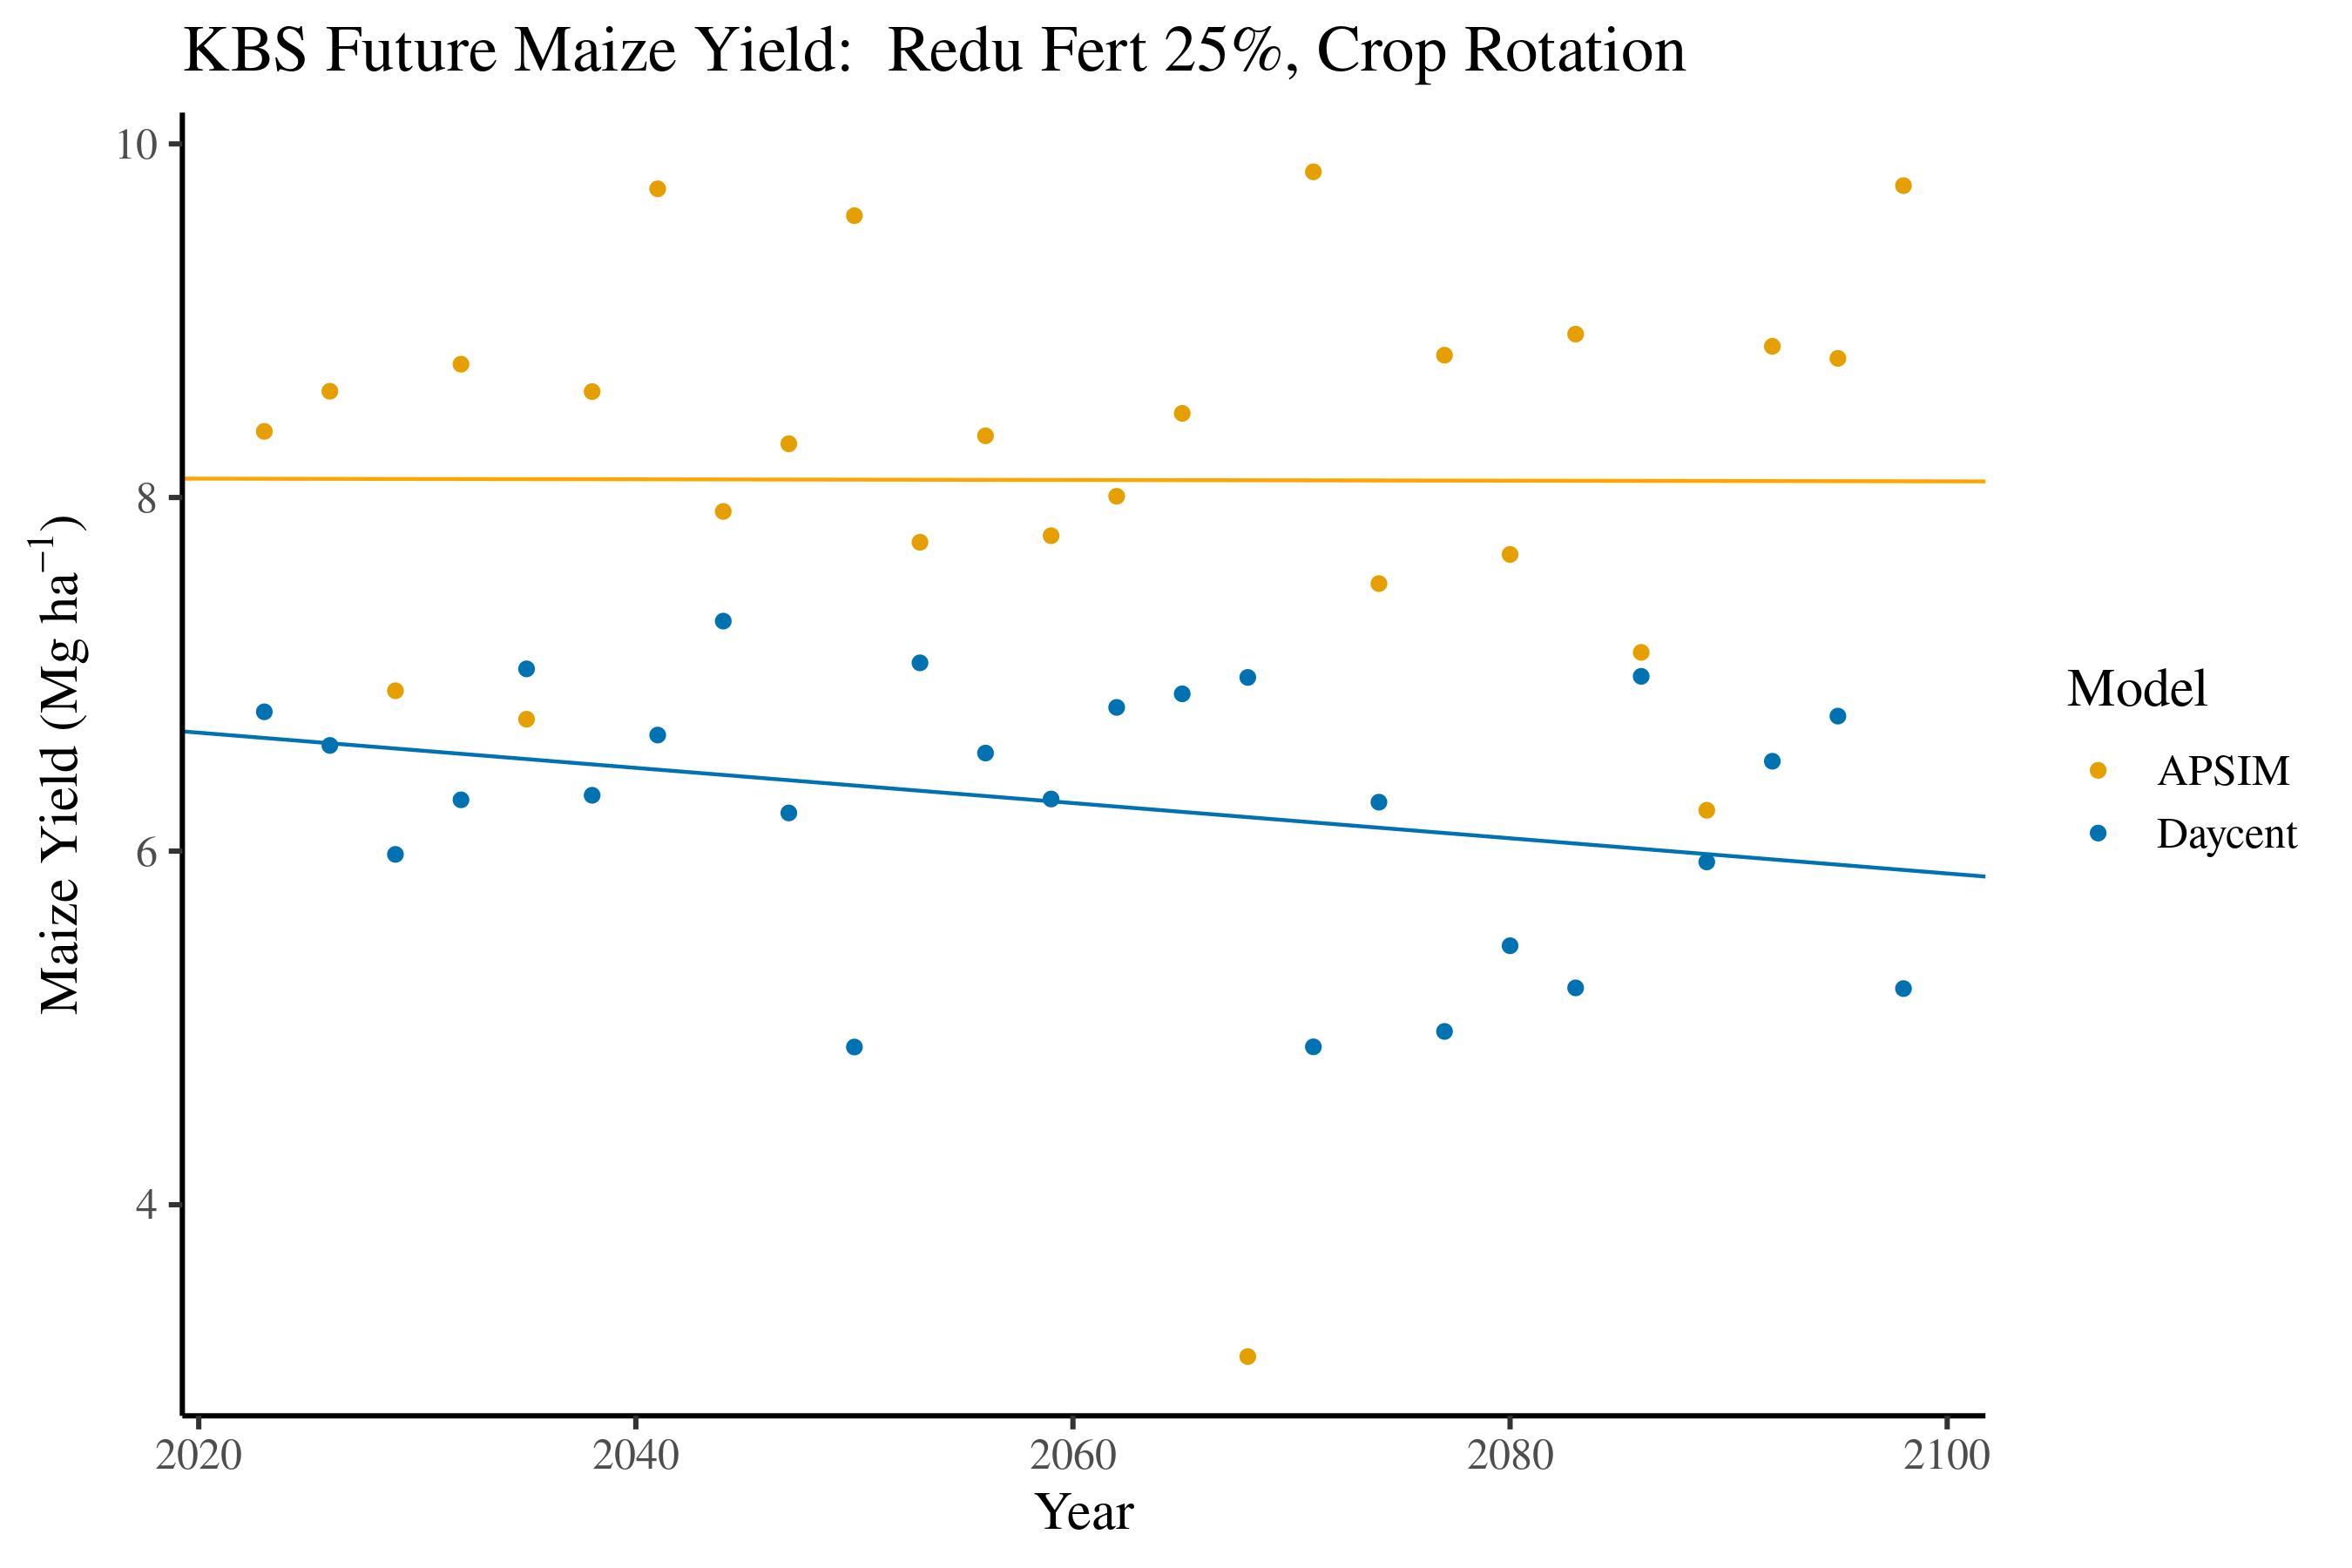 KBS Future Maize Yield:  Redu Fert 25%, Crop Rotation
10
8
6
4
Maize Yield (Mg ha⁻¹)
2020 2040 2060 2080 2100
Year
Model
APSIM
Daycent